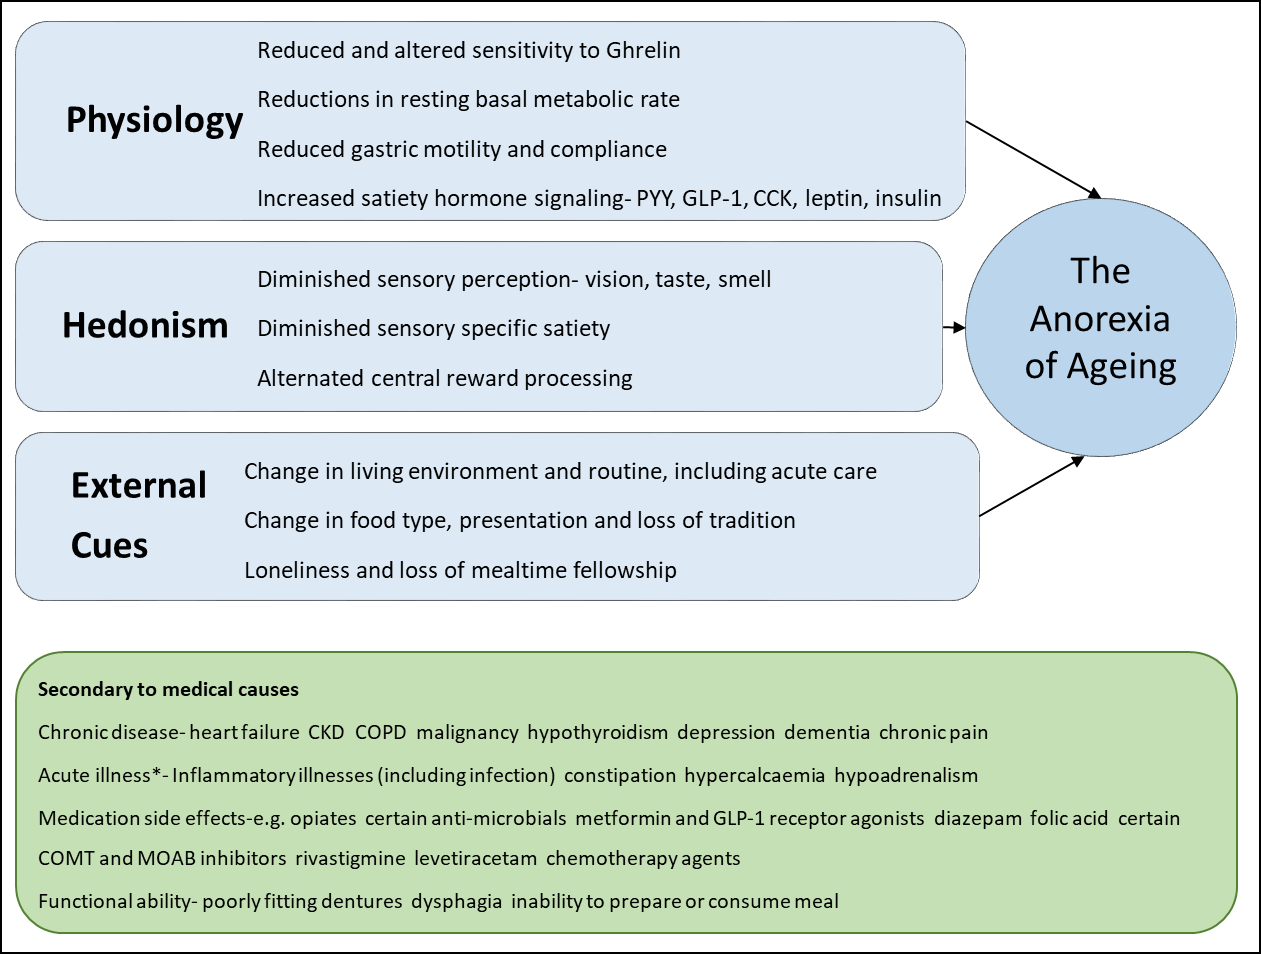 Physiology
Reduced and altered sensitivity to Ghrelin
Reductions in resting basal metabolic rate
Reduced gastric motility and compliance
Increased satiety hormone signaling- PYY, GLP-1, CCK, leptin, insulin
Hedonism
Diminished sensory perception- vision, taste, smell
Diminished sensory specific satiety
Alternated central reward processing
External
Cues
Change in living environment and routine, including acute care
Change in food type, presentation and loss of tradition
Loneliness and loss of mealtime fellowship
The
Anorexia
of Ageing
Secondary to medical causes
Chronic disease- heart failure CKD COPD malignancy hypothyroidism depression dementia chronic pain
Acute illness*- Inflammatory illnesses (including infection) constipation hypercalcaemia hypoadrenalism
Medication side effects-e.g. opiates certain anti-microbials metformin and GLP-1 receptor agonists diazepam folic acid certain
COMT and MOAB inhibitors rivastigmine levetiracetam chemotherapy agents
Functional ability- poorly fitting dentures dysphagia inability to prepare or consume meal